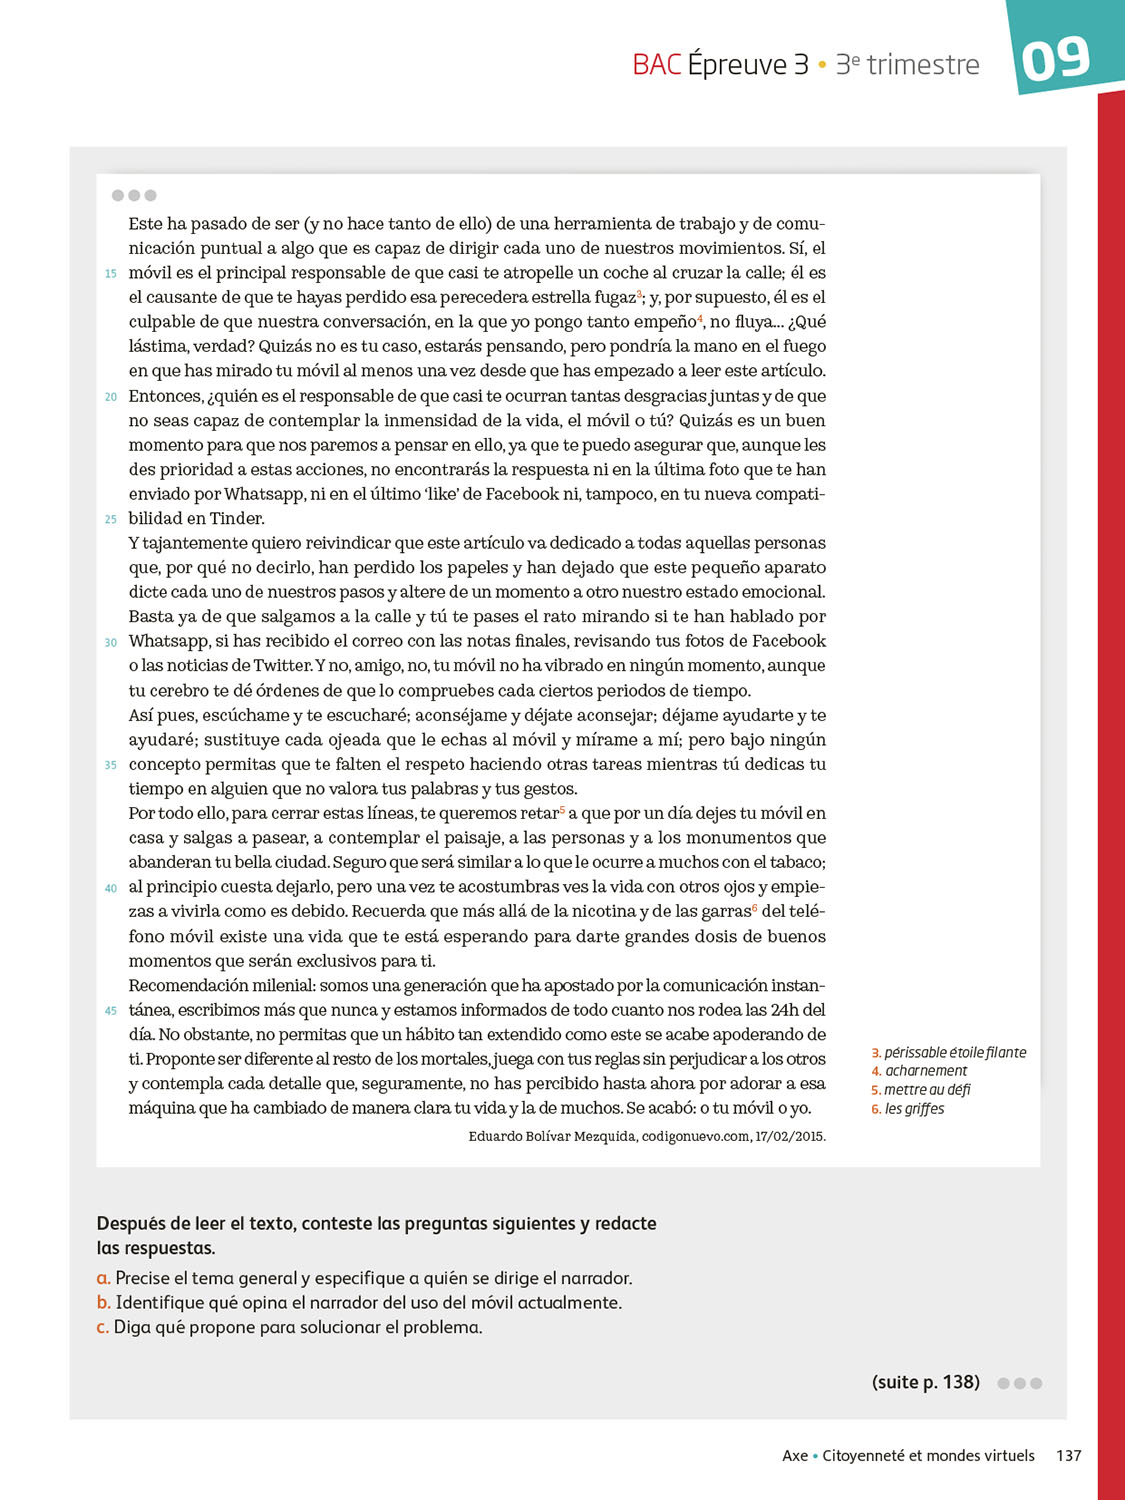 BAC Épreuve 3 • 3e trimestre
09
Este ha pasado de ser (y no hace tanto de ello) de una herramienta de trabajo y de comu-
nicación puntual a algo que es capaz de dirigir cada uno de nuestros movimientos. Sí, el
15 móvil es el principal responsable de que casi te atropelle un coche al cruzar la calle; él es
el causante de que te hayas perdido esa perecedera estrella fugaz3; y, por supuesto, él es el
culpable de que nuestra conversación, en la que yo pongo tanto empeño4, no fluya... ¿Qué
lástima, verdad? Quizás no es tu caso, estarás pensando, pero pondría la mano en el fuego
en que has mirado tu móvil al menos una vez desde que has empezado a leer este artículo.
20 Entonces, ¿quién es el responsable de que casi te ocurran tantas desgracias juntas y de que
no seas capaz de contemplar la inmensidad de la vida, el móvil o tú? Quizás es un buen
momento para que nos paremos a pensar en ello, ya que te puedo asegurar que, aunque les
des prioridad a estas acciones, no encontrarás la respuesta ni en la última foto que te han
enviado por Whatsapp, ni en el último ‘like’ de Facebook ni, tampoco, en tu nueva compati-
25 bilidad en Tinder.
Y tajantemente quiero reivindicar que este artículo va dedicado a todas aquellas personas
que, por qué no decirlo, han perdido los papeles y han dejado que este pequeño aparato
dicte cada uno de nuestros pasos y altere de un momento a otro nuestro estado emocional.
Basta ya de que salgamos a la calle y tú te pases el rato mirando si te han hablado por
30 Whatsapp, si has recibido el correo con las notas finales, revisando tus fotos de Facebook
o las noticias de Twitter. Y no, amigo, no, tu móvil no ha vibrado en ningún momento, aunque
tu cerebro te dé órdenes de que lo compruebes cada ciertos periodos de tiempo.
Así pues, escúchame y te escucharé; aconséjame y déjate aconsejar; déjame ayudarte y te
ayudaré; sustituye cada ojeada que le echas al móvil y mírame a mí; pero bajo ningún
35 concepto permitas que te falten el respeto haciendo otras tareas mientras tú dedicas tu
tiempo en alguien que no valora tus palabras y tus gestos.
Por todo ello, para cerrar estas líneas, te queremos retar5 a que por un día dejes tu móvil en
casa y salgas a pasear, a contemplar el paisaje, a las personas y a los monumentos que
abanderan tu bella ciudad. Seguro que será similar a lo que le ocurre a muchos con el tabaco;
40 al principio cuesta dejarlo, pero una vez te acostumbras ves la vida con otros ojos y empie-
zas a vivirla como es debido. Recuerda que más allá de la nicotina y de las garras6 del telé-
fono móvil existe una vida que te está esperando para darte grandes dosis de buenos
momentos que serán exclusivos para ti.
Recomendación milenial: somos una generación que ha apostado por la comunicación instan-
45 tánea, escribimos más que nunca y estamos informados de todo cuanto nos rodea las 24h del
día. No obstante, no permitas que un hábito tan extendido como este se acabe apoderando de
ti. Proponte ser diferente al resto de los mortales, juega con tus reglas sin perjudicar a los otros
y contempla cada detalle que, seguramente, no has percibido hasta ahora por adorar a esa
máquina que ha cambiado de manera clara tu vida y la de muchos. Se acabó: o tu móvil o yo.
Eduardo Bolívar Mezquida, codigonuevo.com, 17/02/2015.
3. périssable étoile filante
4. acharnement
5. mettre au défi
6. les griffes
Después de leer el texto, conteste las preguntas siguientes y redacte
las respuestas.
a. Precise el tema general y especifique a quién se dirige el narrador.
b. Identifique qué opina el narrador del uso del móvil actualmente.
c. Diga qué propone para solucionar el problema.
(suite p. 138)
Axe • Citoyenneté et mondes virtuels 137